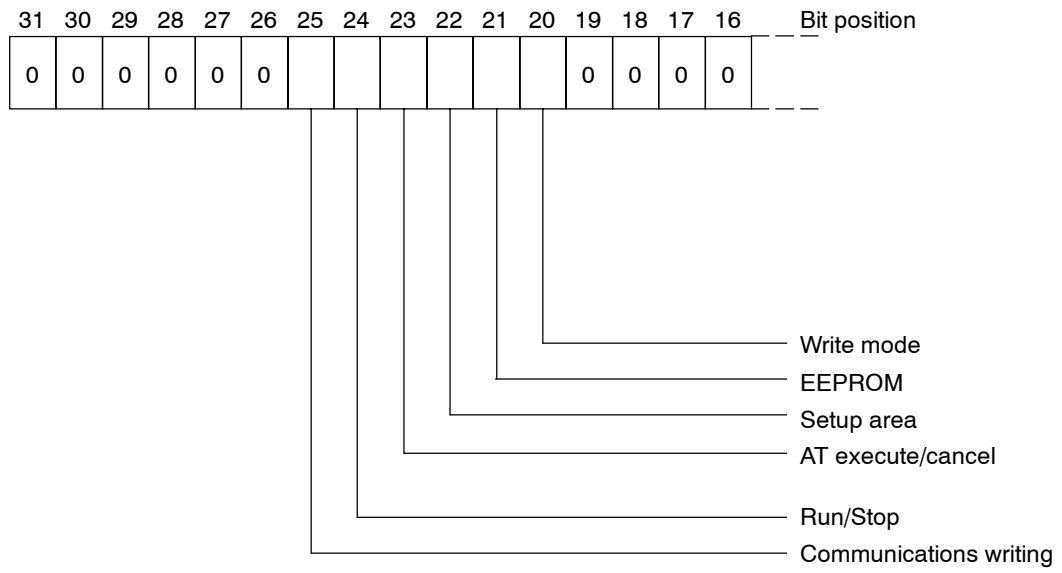 31 30 29 28 27 26 25 24 23 22 21 20 19 18 17 16 Bit position
0 0 0 0 0 0 0 0 0 0
Write mode
EEPROM
Setup area
AT execute/cancel
Run/Stop
Communications writing